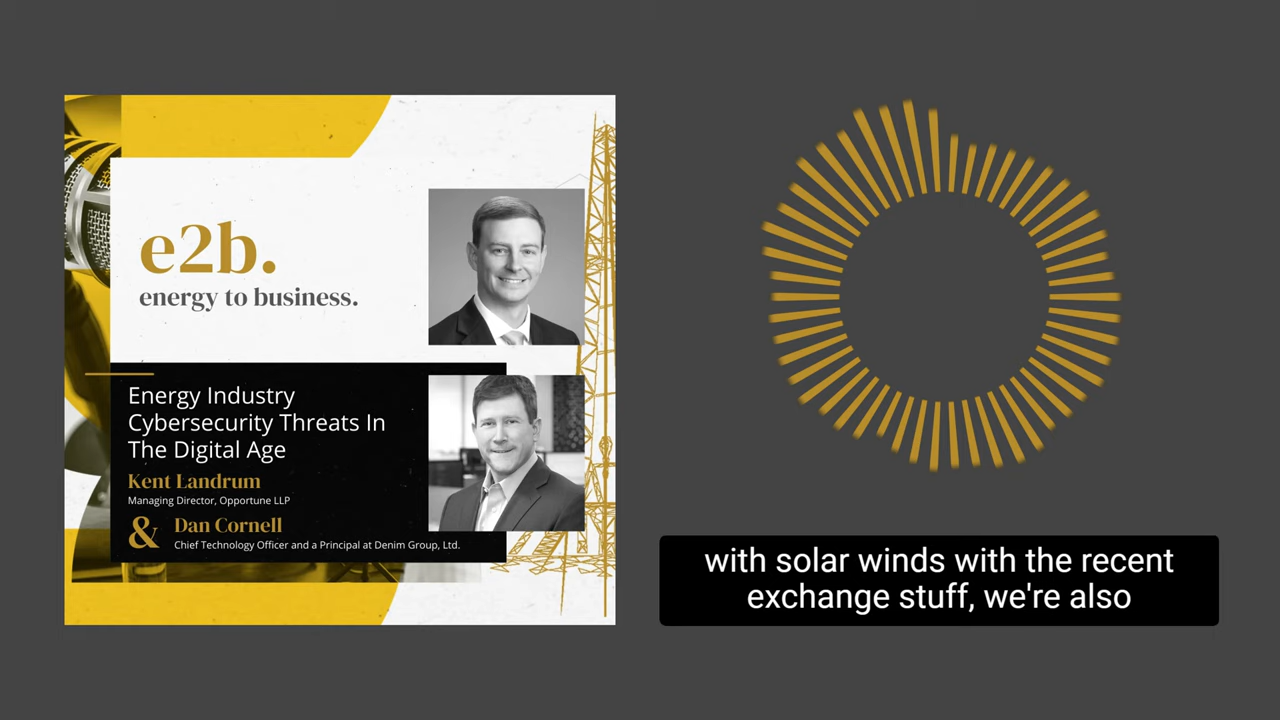 e2b.
energy to business.
Energy Industry
Cybersecurity Threats In
The Digital Age
Kent Landrum
Managing Director, Opportune LLP
& Dan Cornell
Chief Technology Officer and a Principal at Denim Group, Ltd.
with solar winds with the recent
exchange stuff, we're also